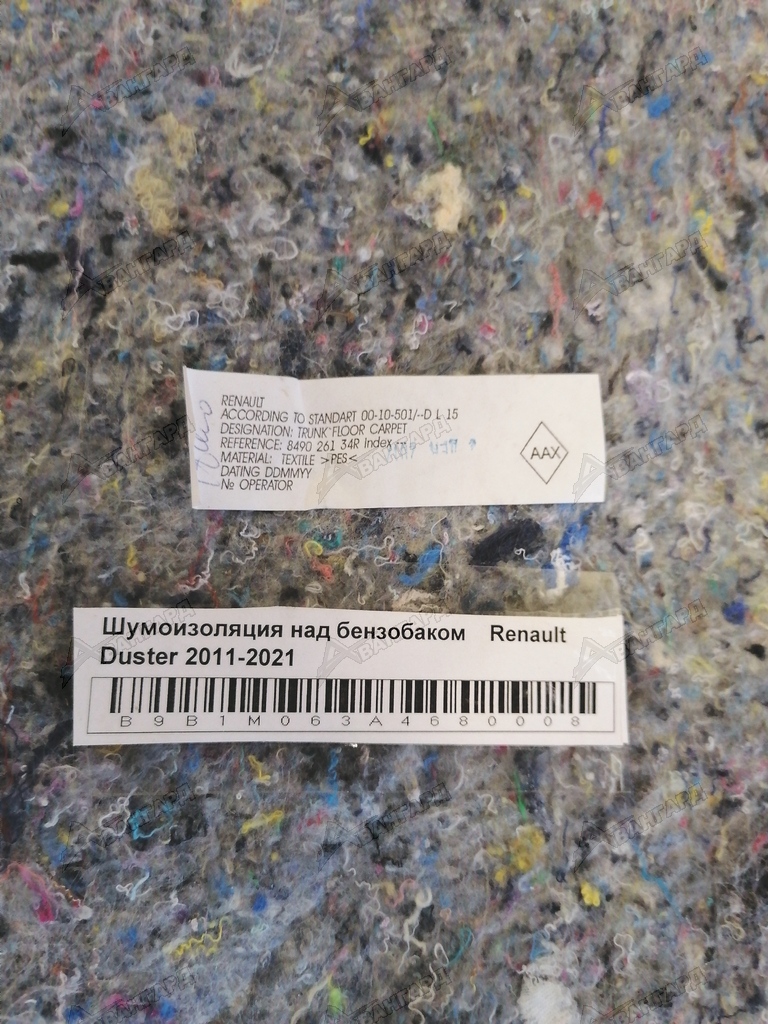 RENAULT
ACCORDING TO STANDART 00-10-501/--D L 15
DESIGNATION: TRUNK FLOOR CARPET
REFERENCE: 8490 261 34R Index --
MATERIAL: TEXTILE >PES<
DATING DDMMYY
№ OPERATOR
AAX
Шумоизоляция над бензобаком Renault
Duster 2011-2021
B9B1M063A4680008
АВАНГАРД